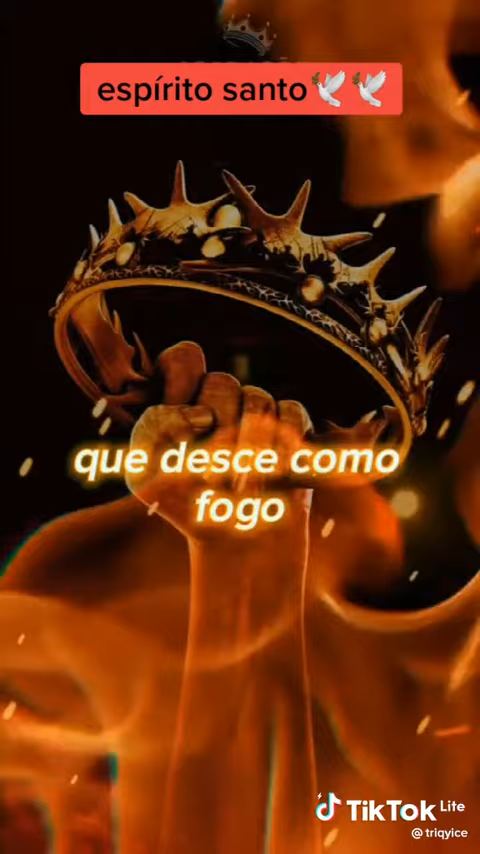 espírito santo🕊️🕊️
que desce como
fogo
TikTok Lite
@triqyice